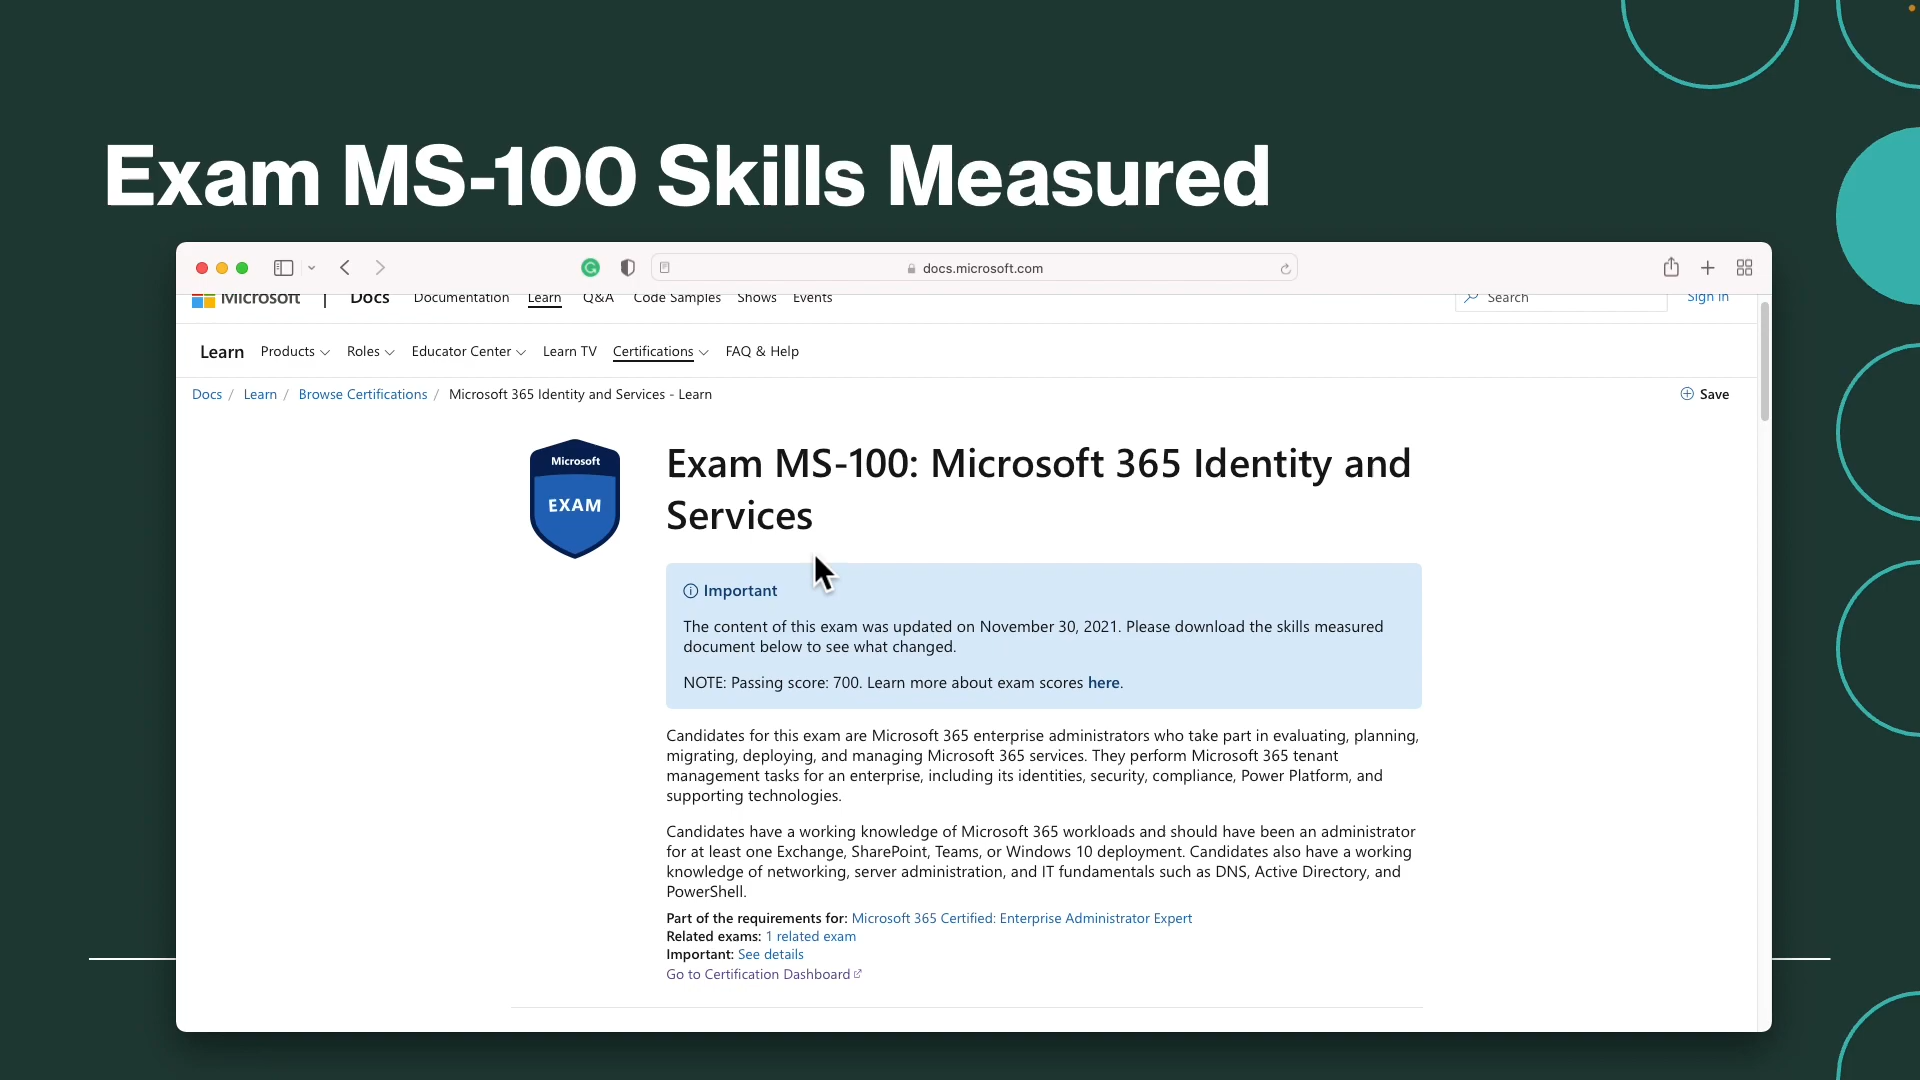 Exam MS-100 Skills Measured
docs.microsoft.com
Microsoft | Docs Documentation Learn Q&A Code Samples Shows Events Search Sign in
Learn Products Roles Educator Center Learn TV Certifications FAQ & Help
Docs / Learn / Browse Certifications / Microsoft 365 Identity and Services - Learn Save
Microsoft
EXAM
Exam MS-100: Microsoft 365 Identity and
Services
Important
The content of this exam was updated on November 30, 2021. Please download the skills measured
document below to see what changed.
NOTE: Passing score: 700. Learn more about exam scores here.
Candidates for this exam are Microsoft 365 enterprise administrators who take part in evaluating, planning,
migrating, deploying, and managing Microsoft 365 services. They perform Microsoft 365 tenant
management tasks for an enterprise, including its identities, security, compliance, Power Platform, and
supporting technologies.
Candidates have a working knowledge of Microsoft 365 workloads and should have been an administrator
for at least one Exchange, SharePoint, Teams, or Windows 10 deployment. Candidates also have a working
knowledge of networking, server administration, and IT fundamentals such as DNS, Active Directory, and
PowerShell.
Part of the requirements for: Microsoft 365 Certified: Enterprise Administrator Expert
Related exams: 1 related exam
Important: See details
Go to Certification Dashboard